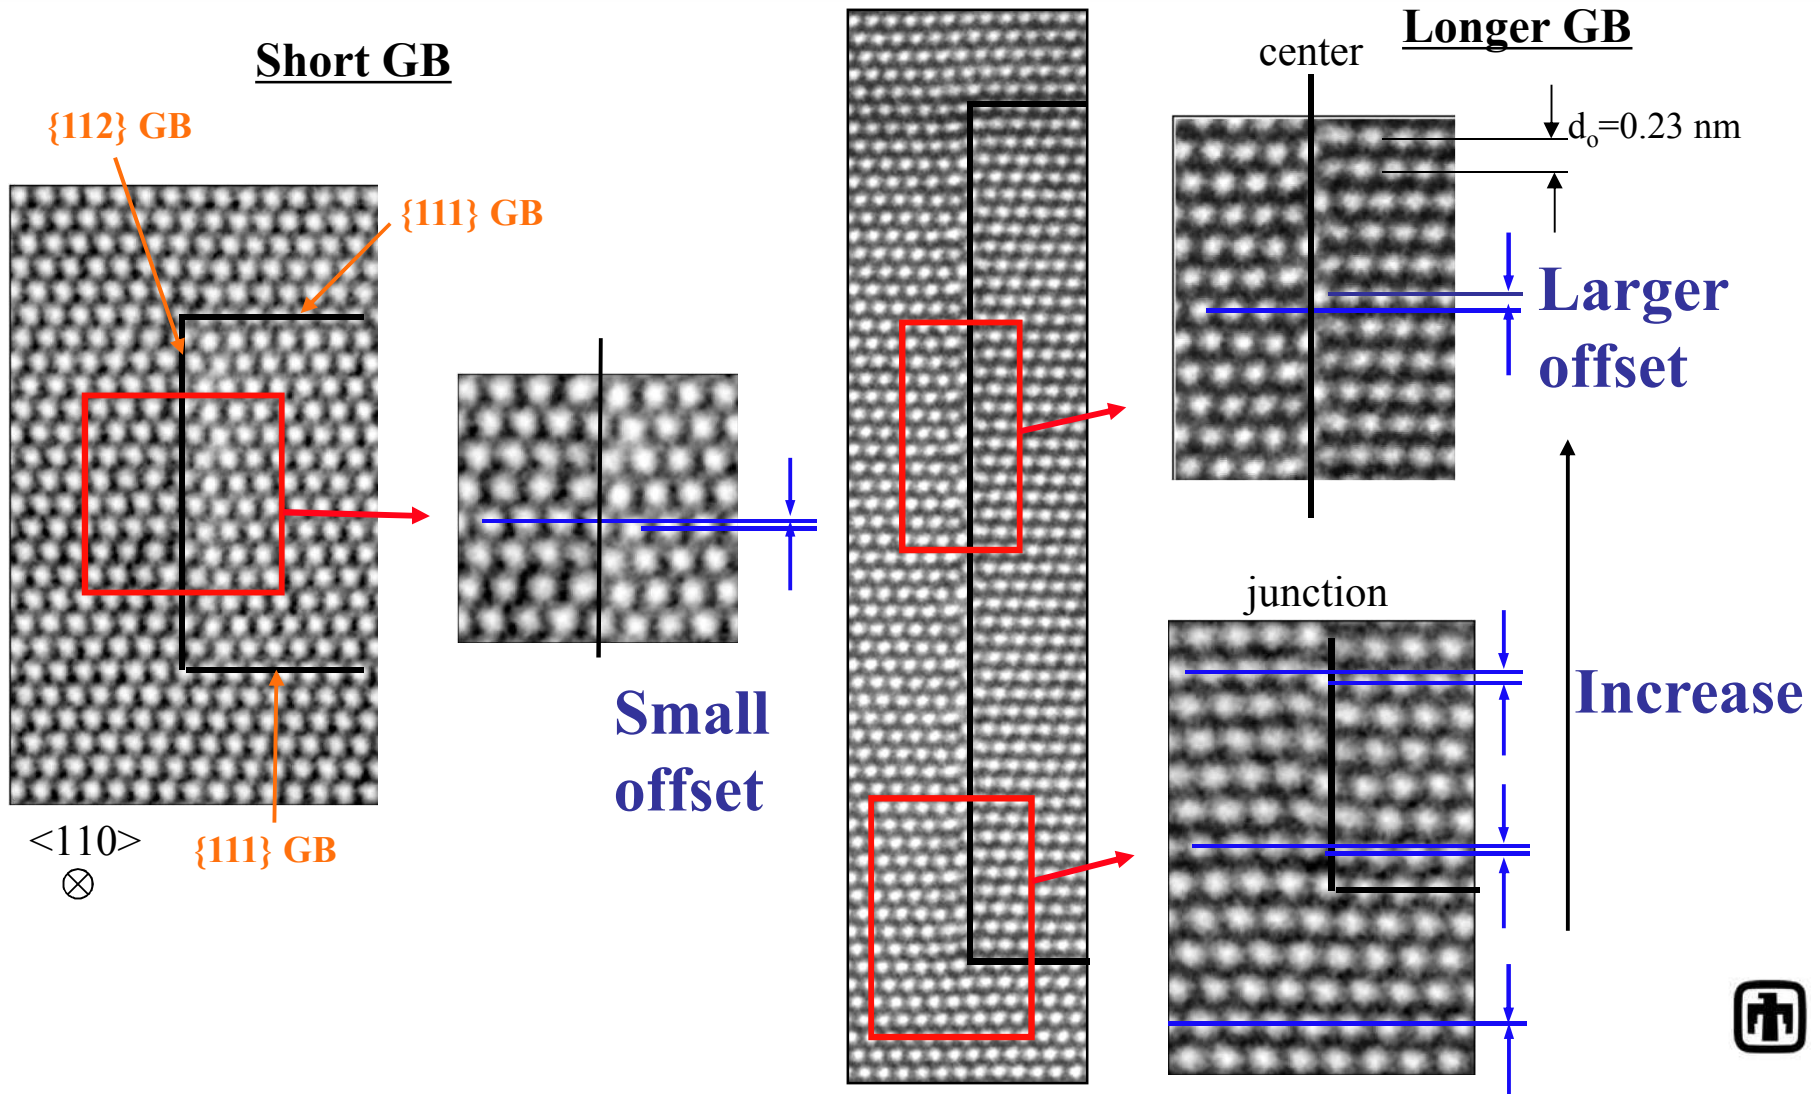 Short GB
{112} GB
{111} GB
<110>
{111} GB
Small
offset
Longer GB
center
do=0.23 nm
Larger
offset
junction
Increase